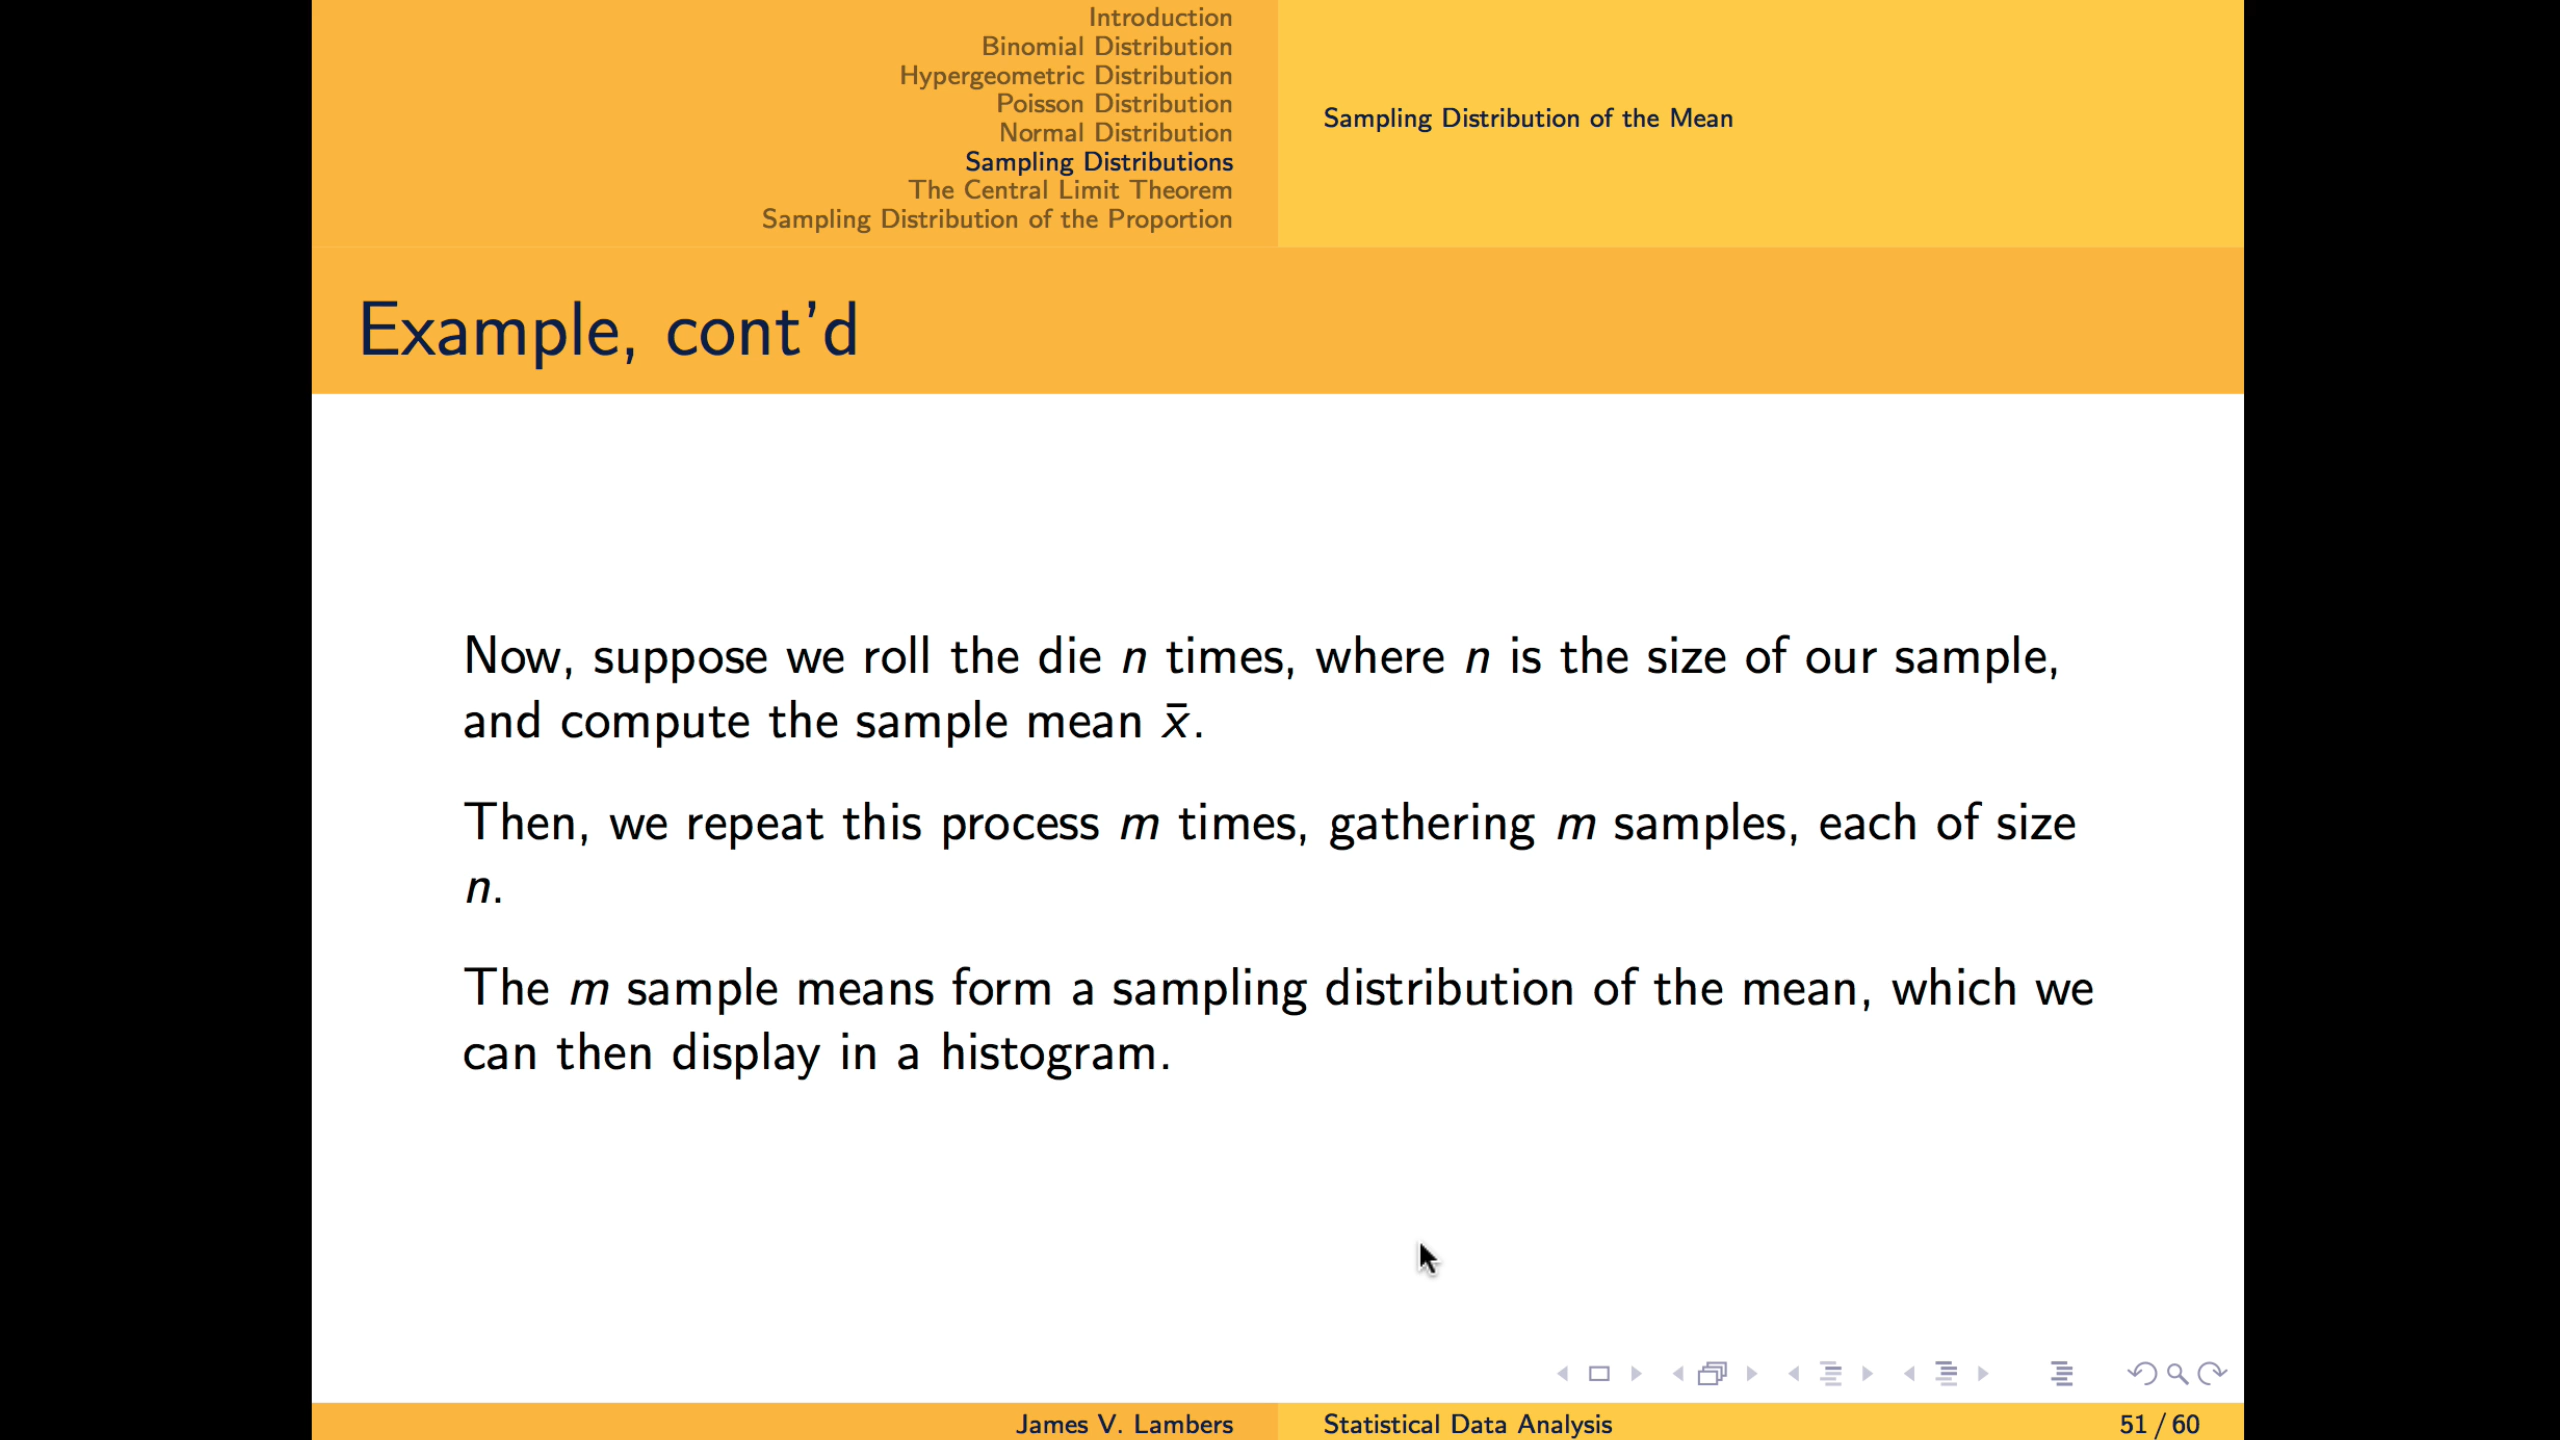 Introduction
Binomial Distribution
Hypergeometric Distribution
Poisson Distribution
Normal Distribution
Sampling Distributions
The Central Limit Theorem
Sampling Distribution of the Proportion
Sampling Distribution of the Mean
Example, cont'd
Now, suppose we roll the die n times, where n is the size of our sample,
and compute the sample mean x̄.
Then, we repeat this process m times, gathering m samples, each of size
n.
The m sample means form a sampling distribution of the mean, which we
can then display in a histogram.
James V. Lambers
Statistical Data Analysis
51 / 60